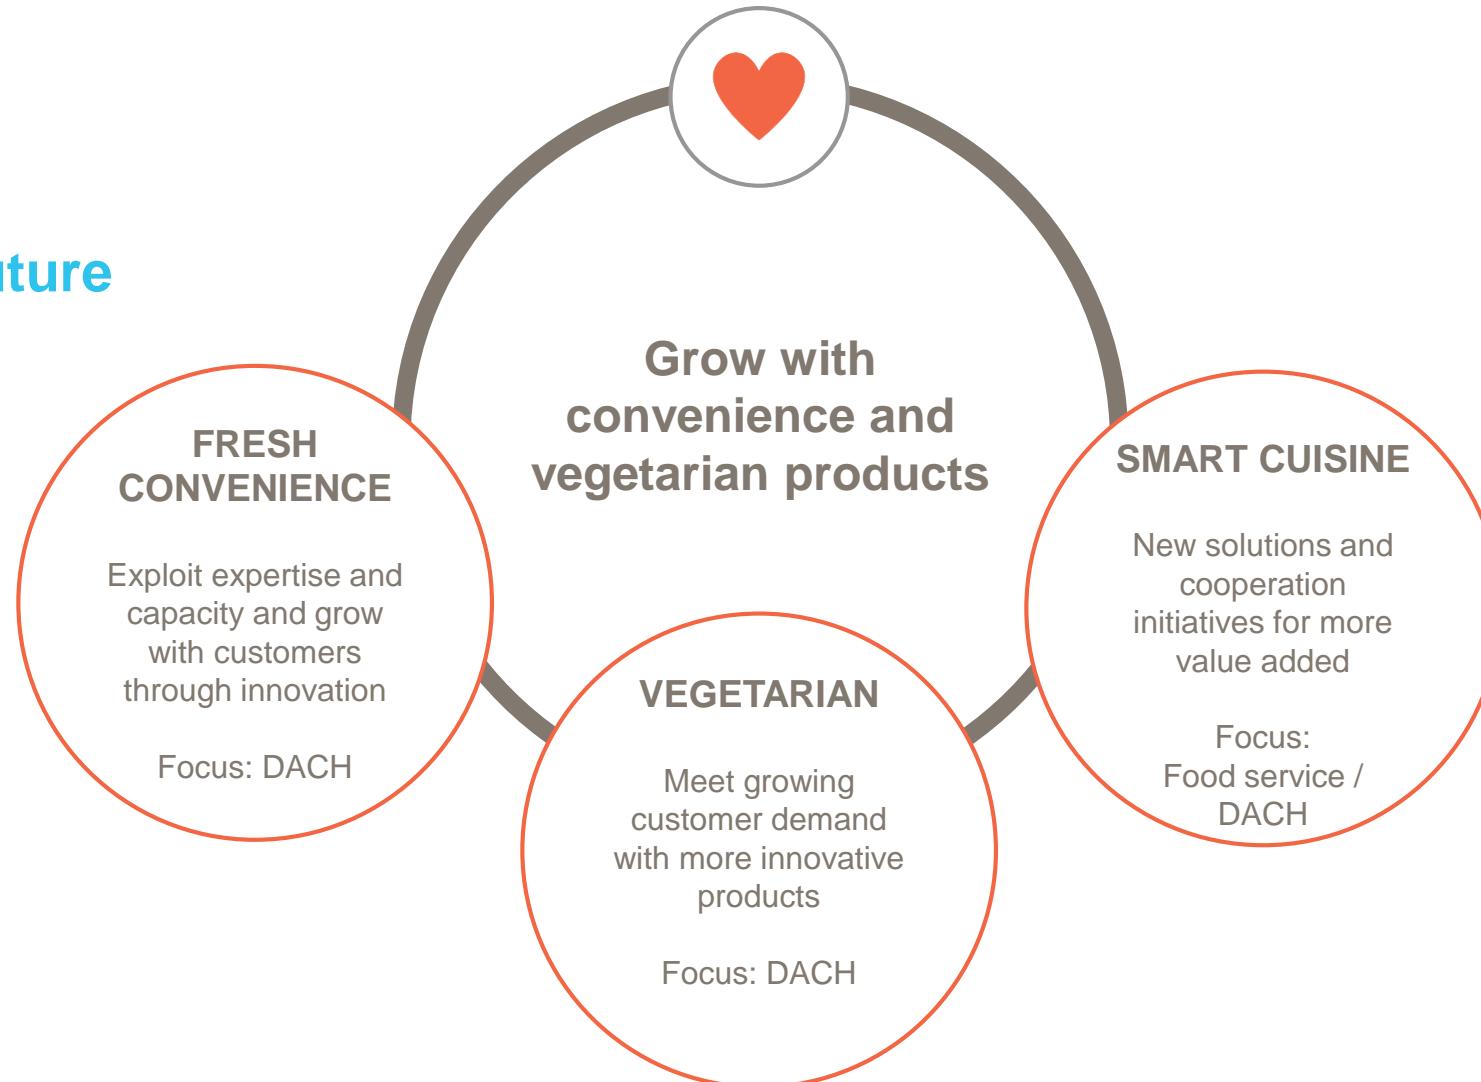 Grow with
convenience and
vegetarian products
FRESH
CONVENIENCE
Exploit expertise and
capacity and grow
with customers
through innovation
Focus: DACH
VEGETARIAN
Meet growing
customer demand
with more innovative
products
Focus: DACH
SMART CUISINE
New solutions and
cooperation
initiatives for more
value added
Focus:
Food service /
DACH